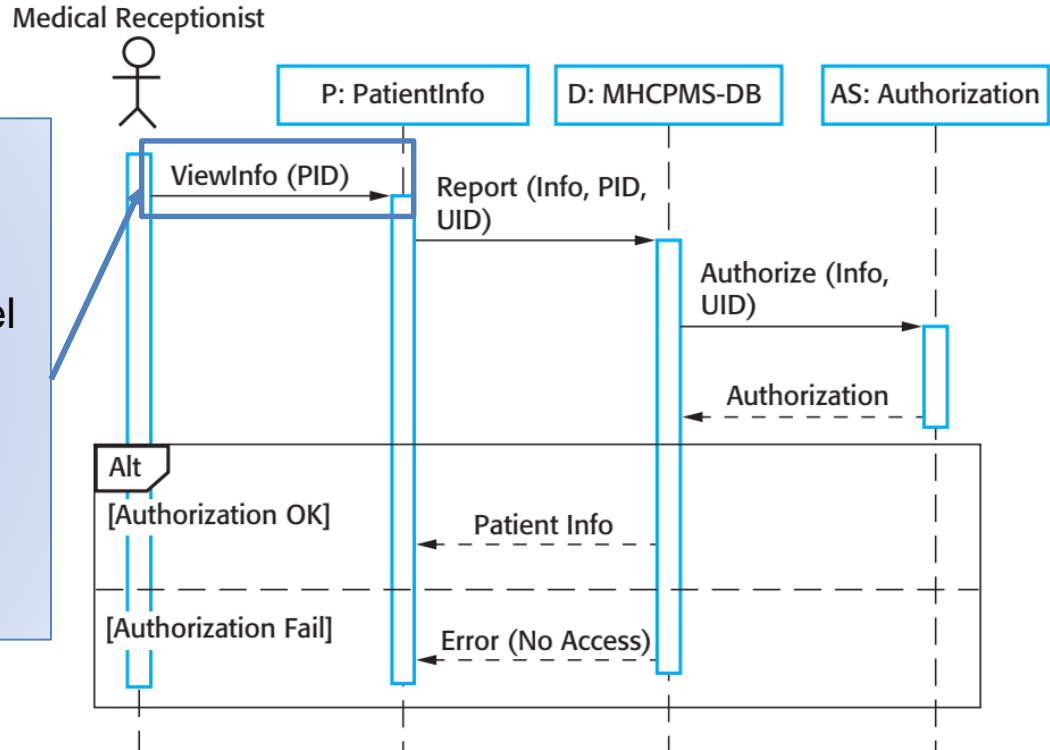 Medical Receptionist
P: PatientInfo
D: MHCPMS-DB
AS: Authorization
ViewInfo (PID)
Report (Info, PID,
UID)
Authorize (Info,
UID)
Authorization
Alt
[Authorization OK]
Patient Info
[Authorization Fail]
Error (No Access)